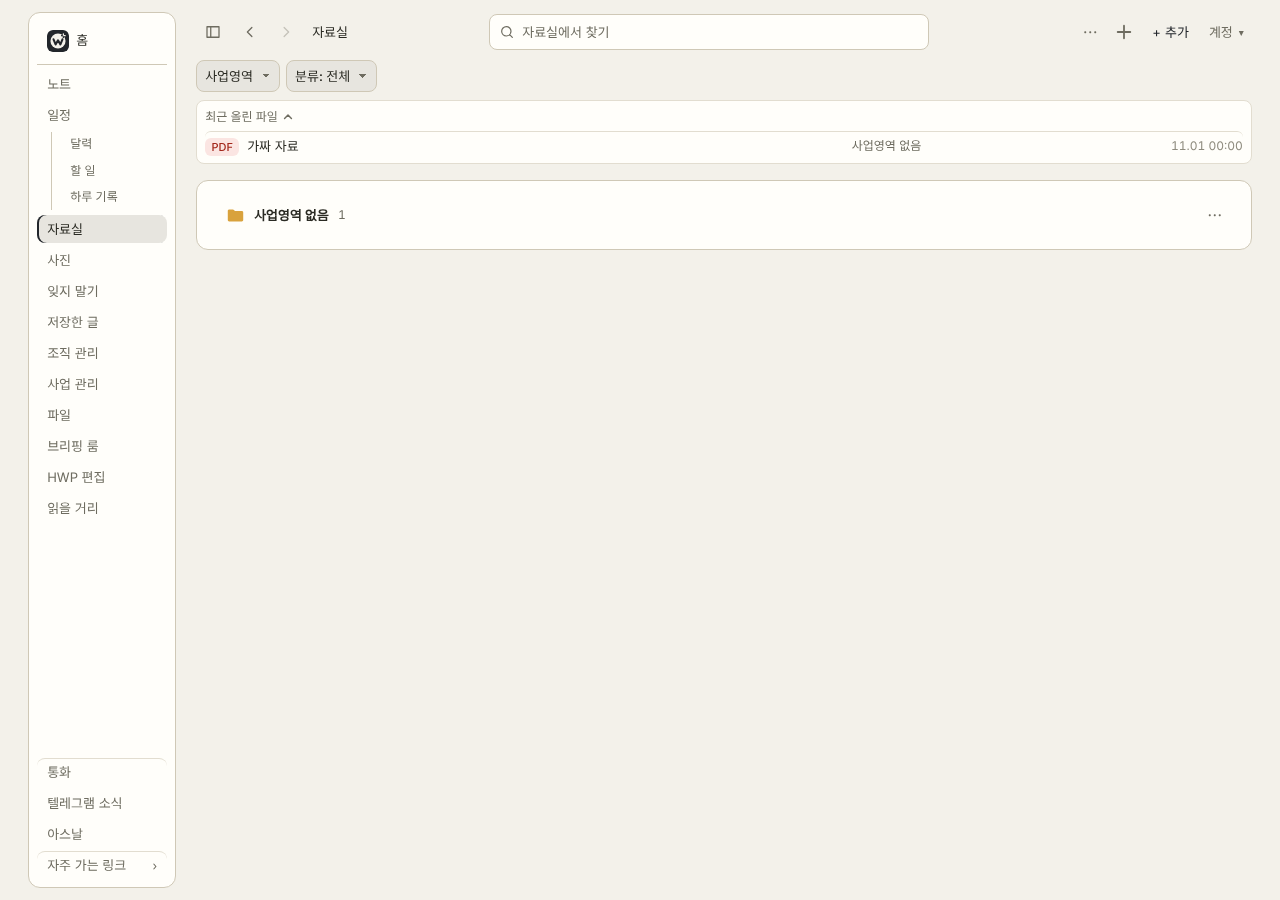 홈
노트
일정
달력
할 일
하루 기록
자료실
사진
잊지 말기
저장한 글
조직 관리
사업 관리
파일
브리핑 룸
HWP 편집
읽을 거리
통화
텔레그램 소식
아스날
자주 가는 링크 ›
자료실
자료실에서 찾기
+ 추가
계정 ▾
사업영역
분류: 전체
최근 올린 파일
PDF 가짜 자료 사업영역 없음 11.01 00:00
사업영역 없음 1